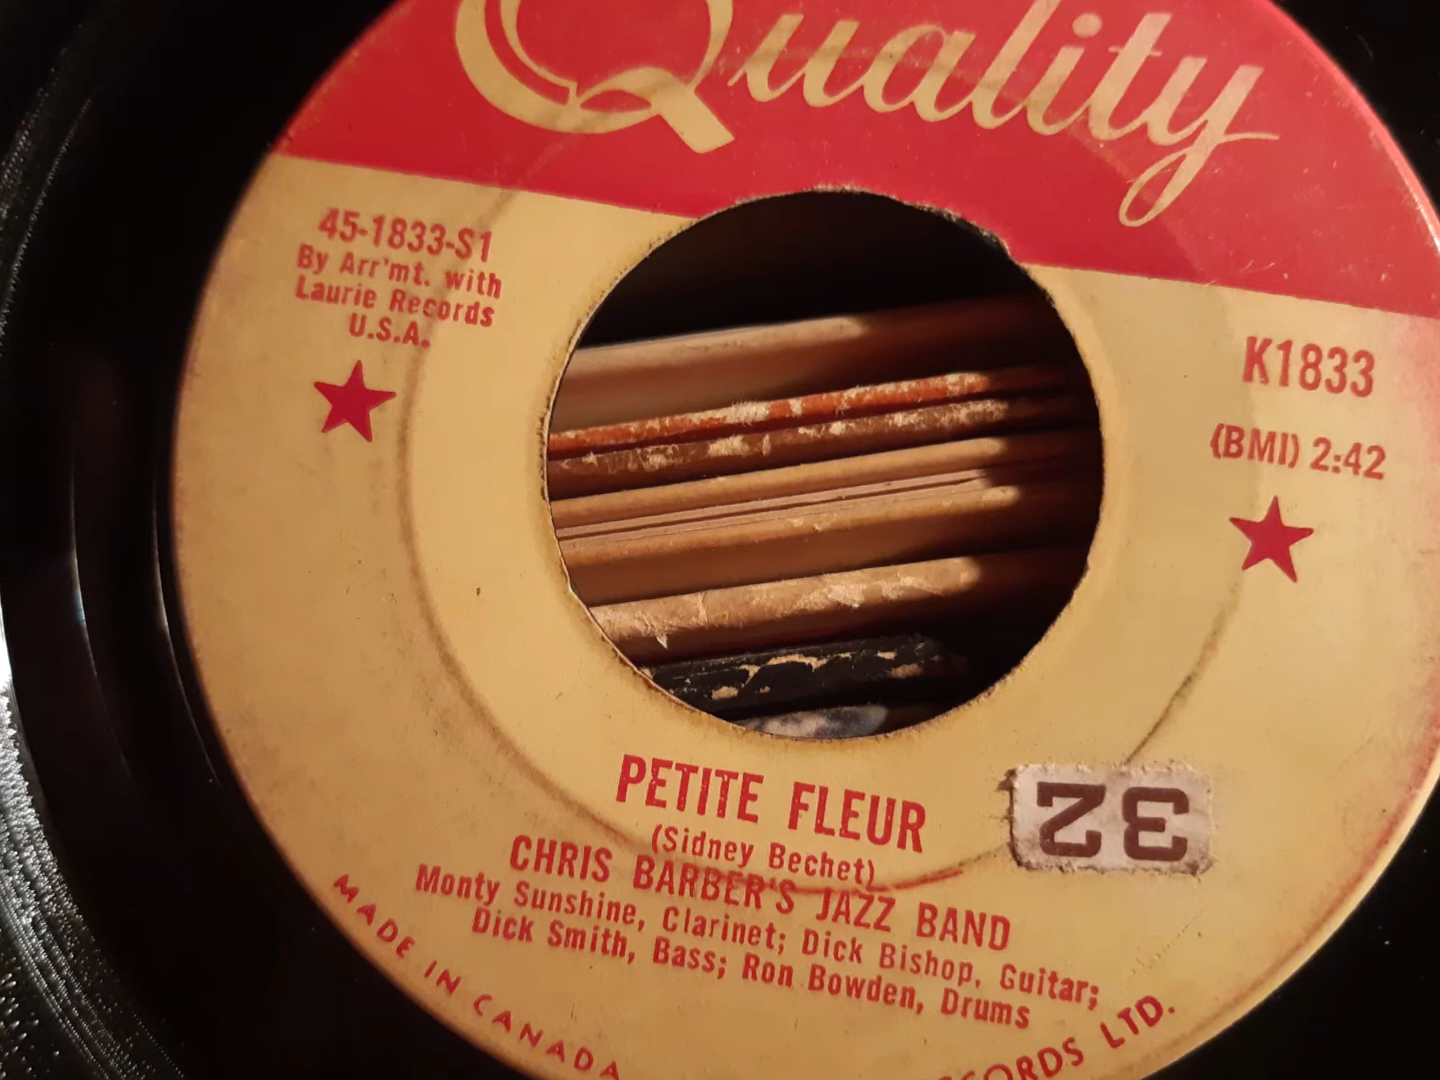 Quality
45-1833-S1
By Arr'mt. with
Laurie Records
U.S.A.
K1833
(BMI) 2:42
PETITE FLEUR
(Sidney Bechet)
CHRIS BARBER'S JAZZ BAND
Monty Sunshine, Clarinet; Dick Bishop, Guitar;
Dick Smith, Bass; Ron Bowden, Drums
32
MADE IN CANADA
LTD.